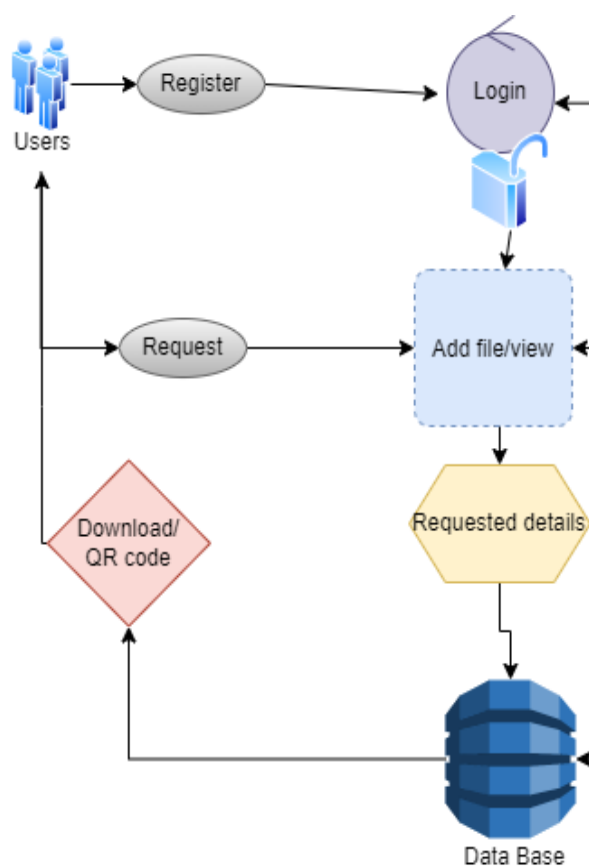 Register
Login
Users
Request
Add file/view
Download/
QR code
Requested details
Data Base